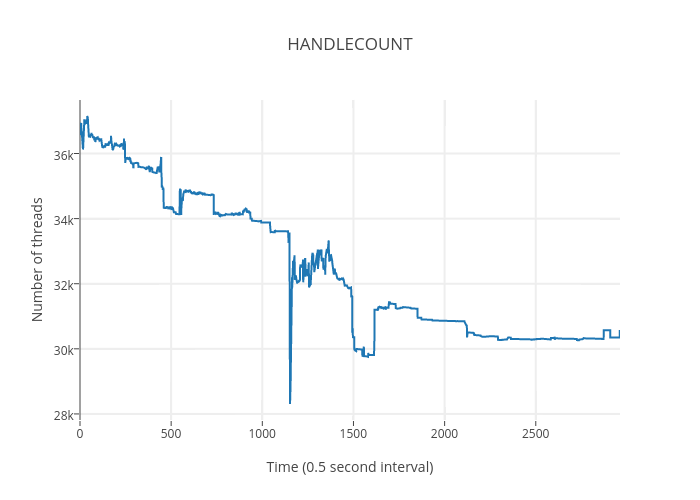 HANDLECOUNT
Number of threads
36k
34k
32k
30k
28k
0 500 1000 1500 2000 2500
Time (0.5 second interval)